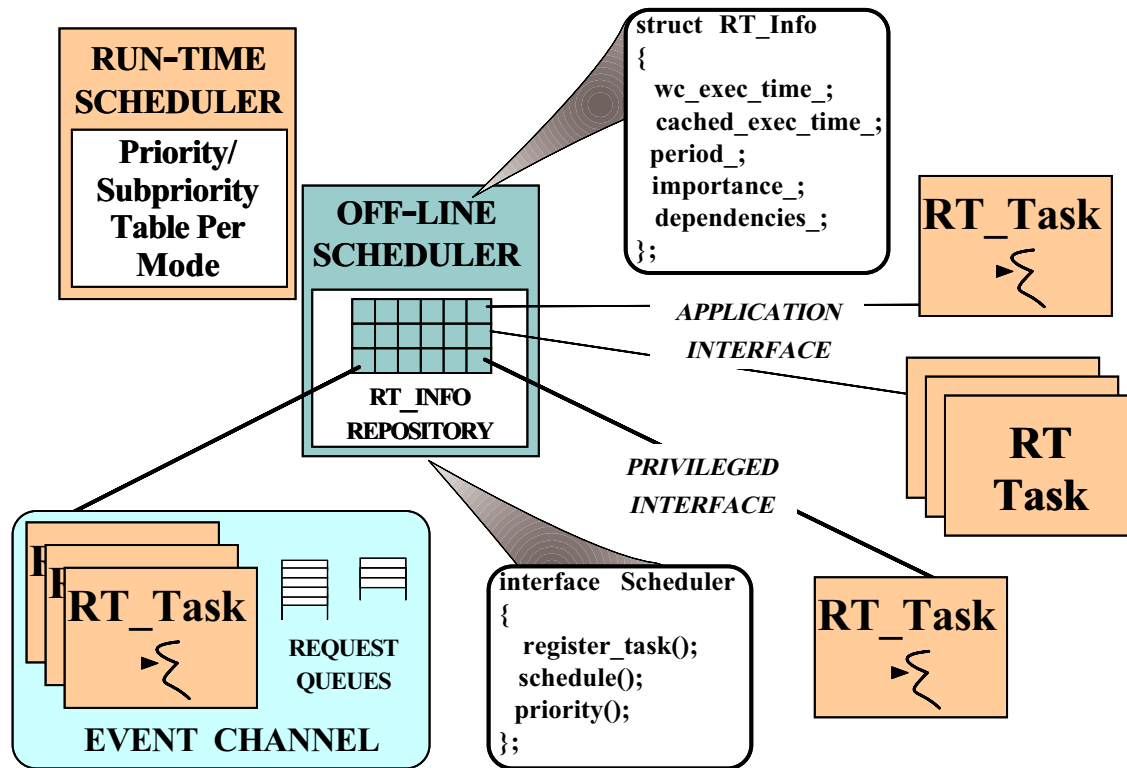 RUN-TIME
SCHEDULER
Priority/
Subpriority
Table Per
Mode
OFF-LINE
SCHEDULER
RT_INFO
REPOSITORY
struct RT_Info
{
wc_exec_time_;
cached_exec_time_;
period_;
importance_;
dependencies_;
};
RT_Task
APPLICATION
INTERFACE
RT
Task
PRIVILEGED
INTERFACE
R
R
RT_Task
REQUEST
QUEUES
EVENT CHANNEL
interface Scheduler
{
register_task();
schedule();
priority();
};
RT_Task